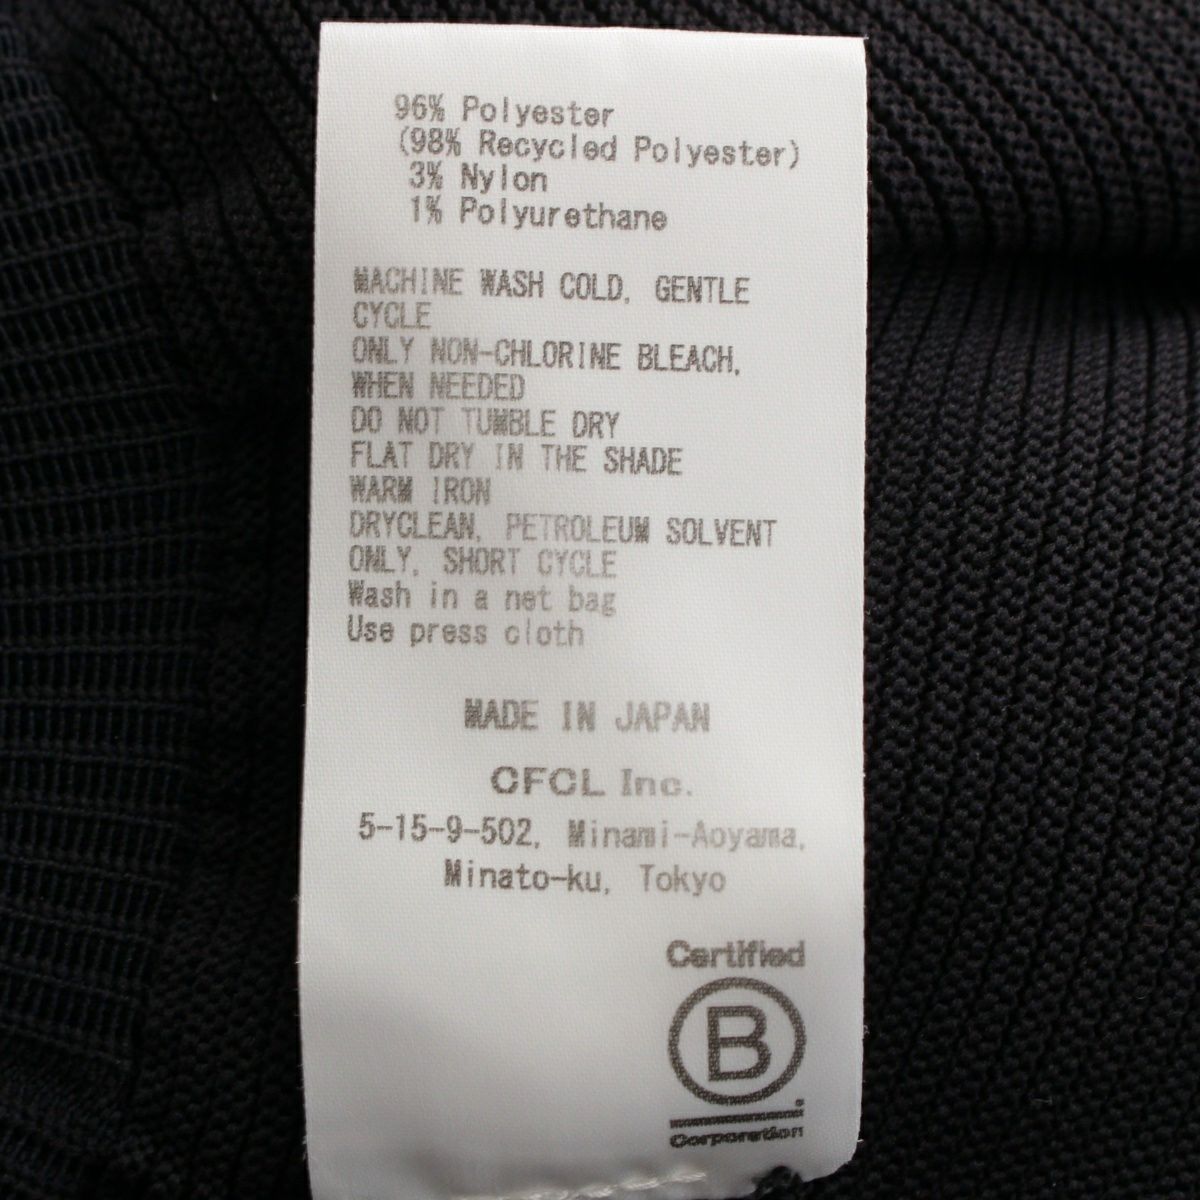 96% Polyester
(98% Recycled Polyester)
3% Nylon
1% Polyurethane
MACHINE WASH COLD, GENTLE
CYCLE
ONLY NON-CHLORINE BLEACH,
WHEN NEEDED
DO NOT TUMBLE DRY
FLAT DRY IN THE SHADE
WARM IRON
DRYCLEAN, PETROLEUM SOLVENT
ONLY, SHORT CYCLE
Wash in a net bag
Use press cloth
MADE IN JAPAN
CFCL Inc.
5-15-9-502, Minami-Aoyama,
Minato-ku, Tokyo
Certified
B
Corporation